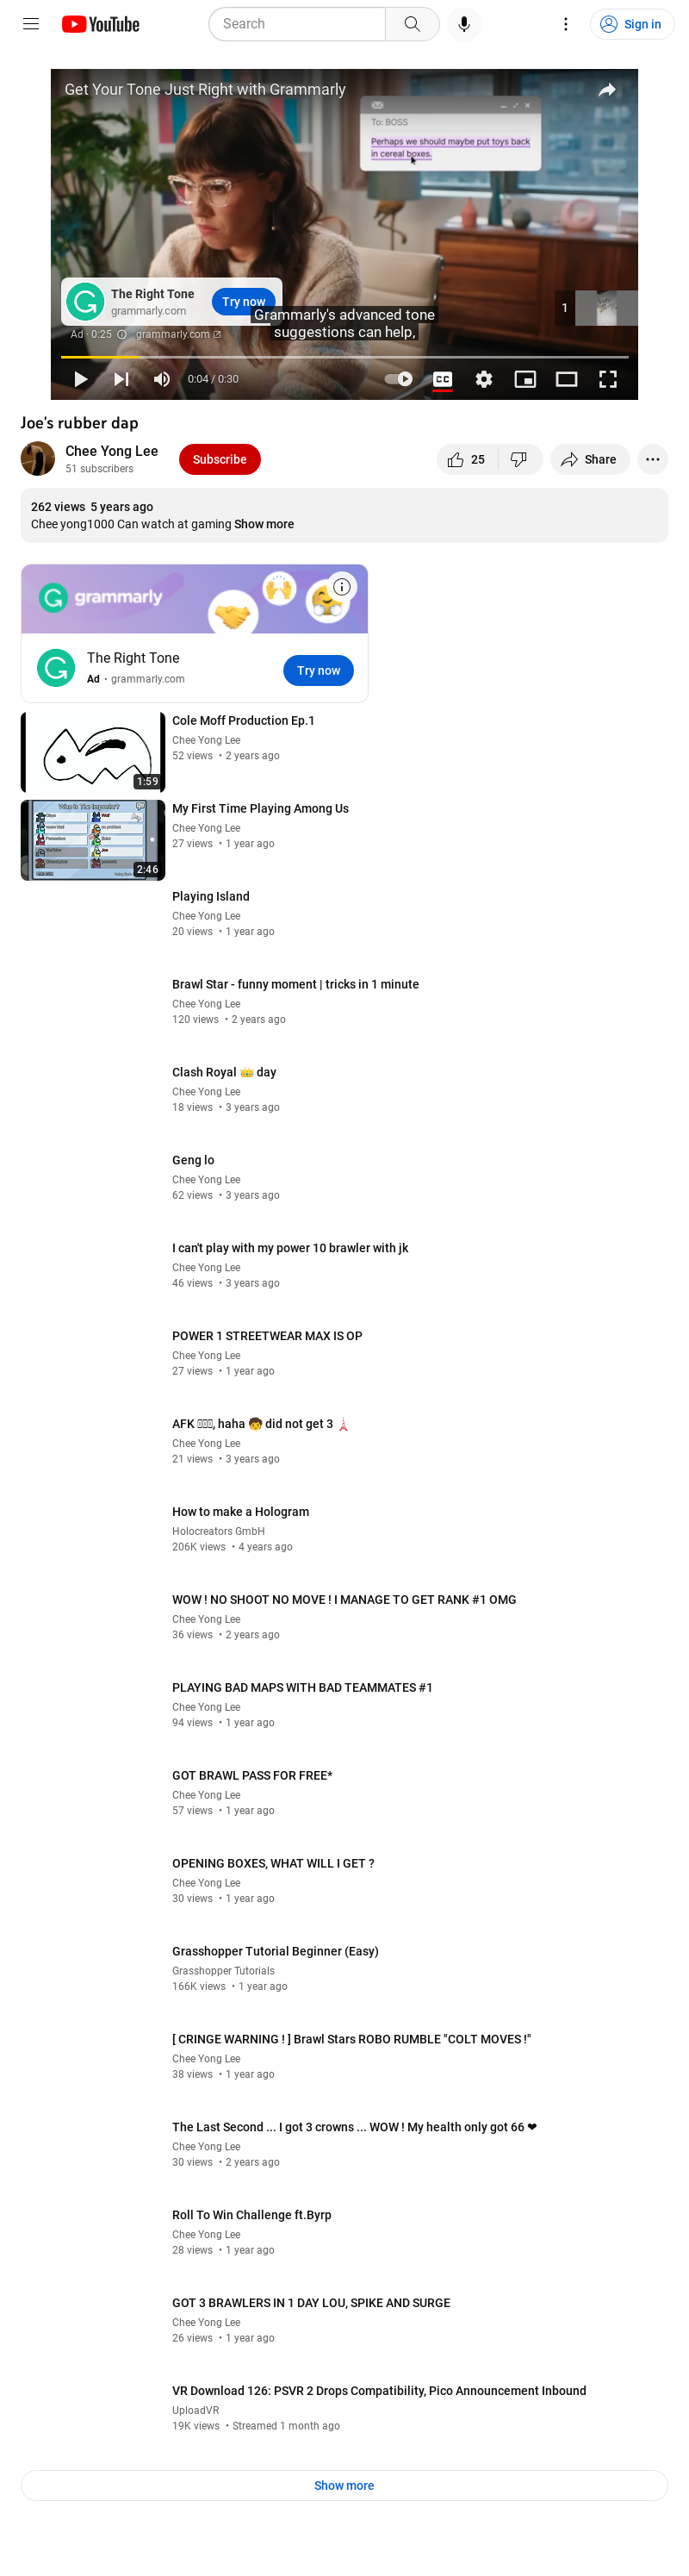 YouTube
Search
Sign in
Get Your Tone Just Right with Grammarly
To: BOSS
Perhaps we should maybe put toys back
in cereal boxes.
The Right Tone
grammarly.com
Try now
1
Grammarly's advanced tone
suggestions can help,
Ad · 0:25
grammarly.com
0:04 / 0:30
CC
Joe's rubber dap
Chee Yong Lee
51 subscribers
Subscribe
25
Share
262 views 5 years ago
Chee yong1000 Can watch at gaming Show more
grammarly
The Right Tone
Ad · grammarly.com
Try now
1:59
Cole Moff Production Ep.1
Chee Yong Lee
52 views • 2 years ago
Who Is The Impostor?
2:46
My First Time Playing Among Us
Chee Yong Lee
27 views • 1 year ago
Playing Island
Chee Yong Lee
20 views • 1 year ago
Brawl Star - funny moment | tricks in 1 minute
Chee Yong Lee
120 views • 2 years ago
Clash Royal 👑 day
Chee Yong Lee
18 views • 3 years ago
Geng lo
Chee Yong Lee
62 views • 3 years ago
I can't play with my power 10 brawler with jk
Chee Yong Lee
46 views • 3 years ago
POWER 1 STREETWEAR MAX IS OP
Chee Yong Lee
27 views • 1 year ago
AFK , haha 🧒 did not get 3 🗼
Chee Yong Lee
21 views • 3 years ago
How to make a Hologram
Holocreators GmbH
206K views • 4 years ago
WOW ! NO SHOOT NO MOVE ! I MANAGE TO GET RANK #1 OMG
Chee Yong Lee
36 views • 2 years ago
PLAYING BAD MAPS WITH BAD TEAMMATES #1
Chee Yong Lee
94 views • 1 year ago
GOT BRAWL PASS FOR FREE*
Chee Yong Lee
57 views • 1 year ago
OPENING BOXES, WHAT WILL I GET ?
Chee Yong Lee
30 views • 1 year ago
Grasshopper Tutorial Beginner (Easy)
Grasshopper Tutorials
166K views • 1 year ago
[ CRINGE WARNING ! ] Brawl Stars ROBO RUMBLE "COLT MOVES !"
Chee Yong Lee
38 views • 1 year ago
The Last Second ... I got 3 crowns ... WOW ! My health only got 66 ❤
Chee Yong Lee
30 views • 2 years ago
Roll To Win Challenge ft.Byrp
Chee Yong Lee
28 views • 1 year ago
GOT 3 BRAWLERS IN 1 DAY LOU, SPIKE AND SURGE
Chee Yong Lee
26 views • 1 year ago
VR Download 126: PSVR 2 Drops Compatibility, Pico Announcement Inbound
UploadVR
19K views • Streamed 1 month ago
Show more